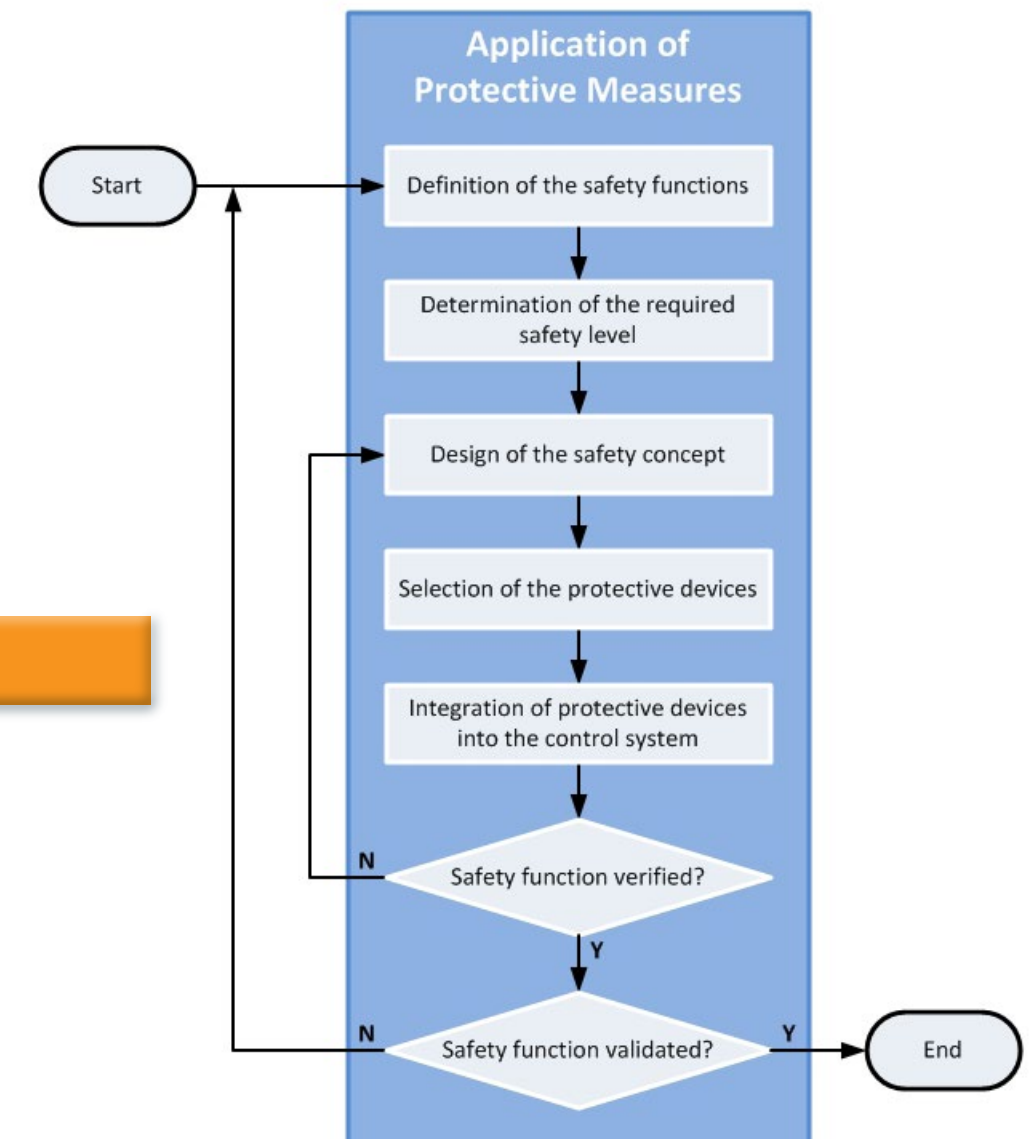 Application of
Protective Measures
Start
Definition of the safety functions
Determination of the required
safety level
Design of the safety concept
Selection of the protective devices
Integration of protective devices
into the control system
N
Safety function verified?
Y
N
Safety function validated?
Y
End